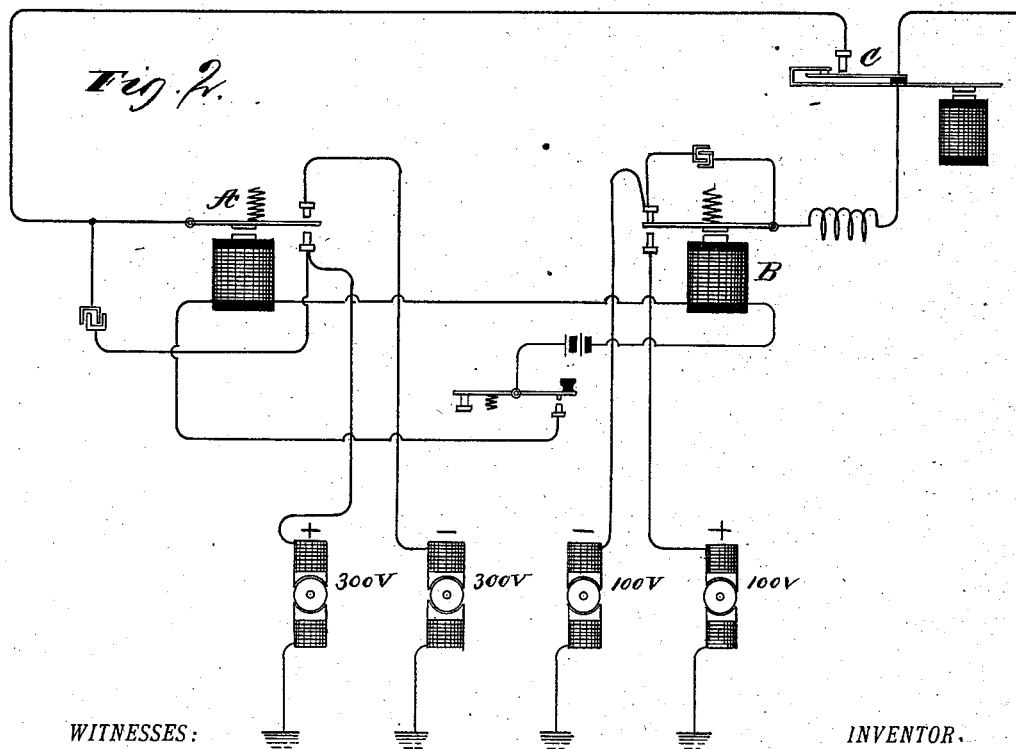 C
Fig. 2.
A
B
+ - - +
300V 300V 100V 100V
WITNESSES: INVENTOR.